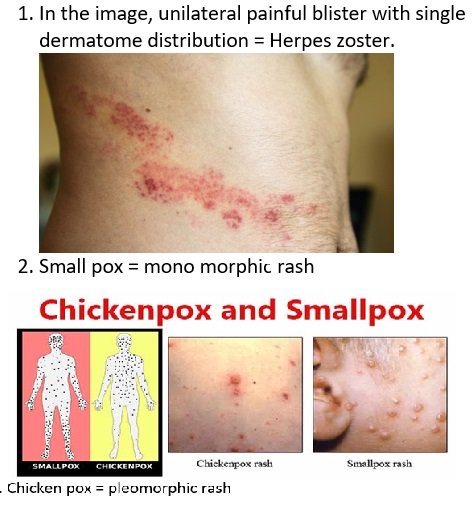 1. In the image, unilateral painful blister with single
dermatome distribution = Herpes zoster.
2. Small pox = mono morphic rash
Chickenpox and Smallpox
SMALLPOX CHICKENPOX
Chickenpox rash
Smallpox rash
. Chicken pox = pleomorphic rash